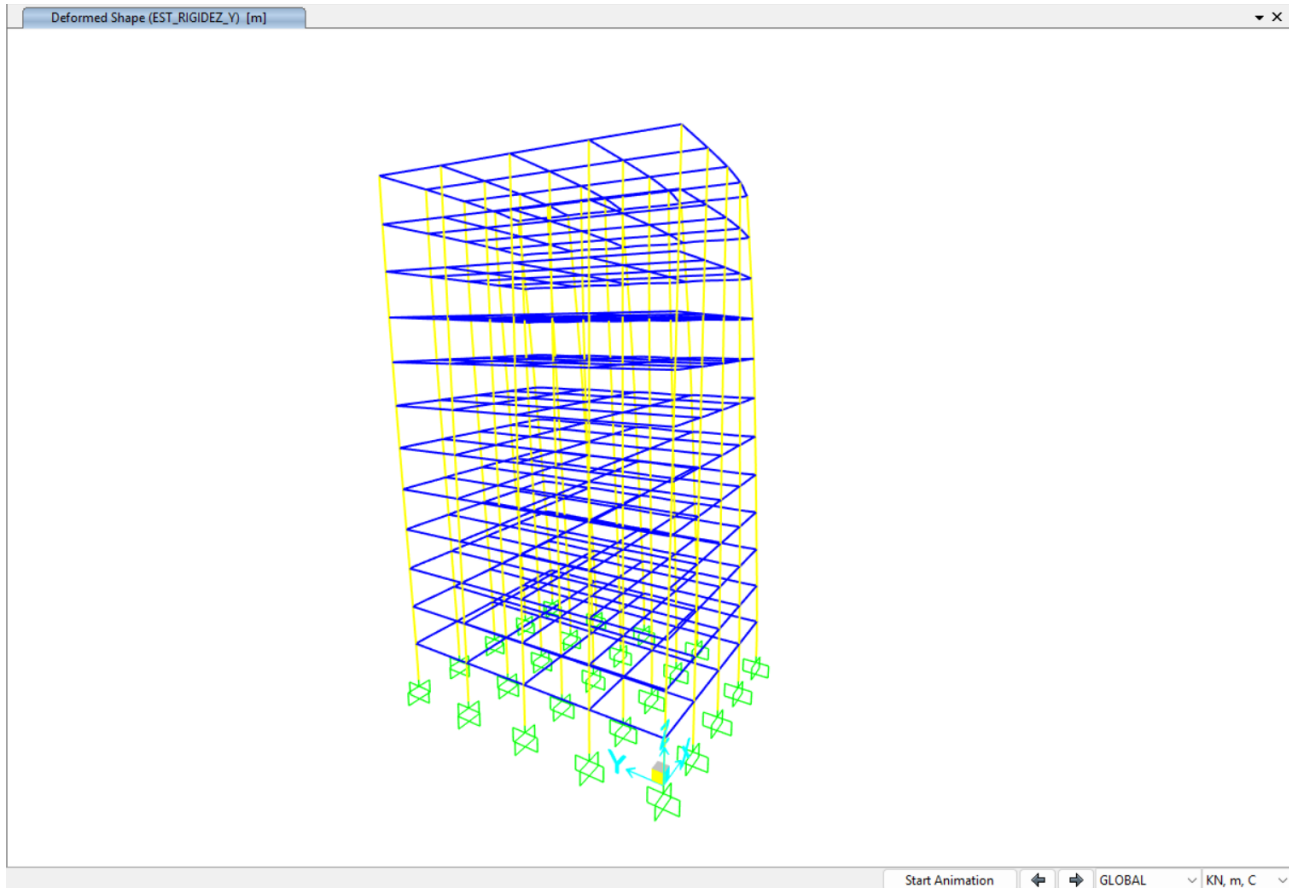 Deformed Shape (EST_RIGIDEZ_Y) [m]
Y
Z
X
Start Animation
GLOBAL
KN, m, C